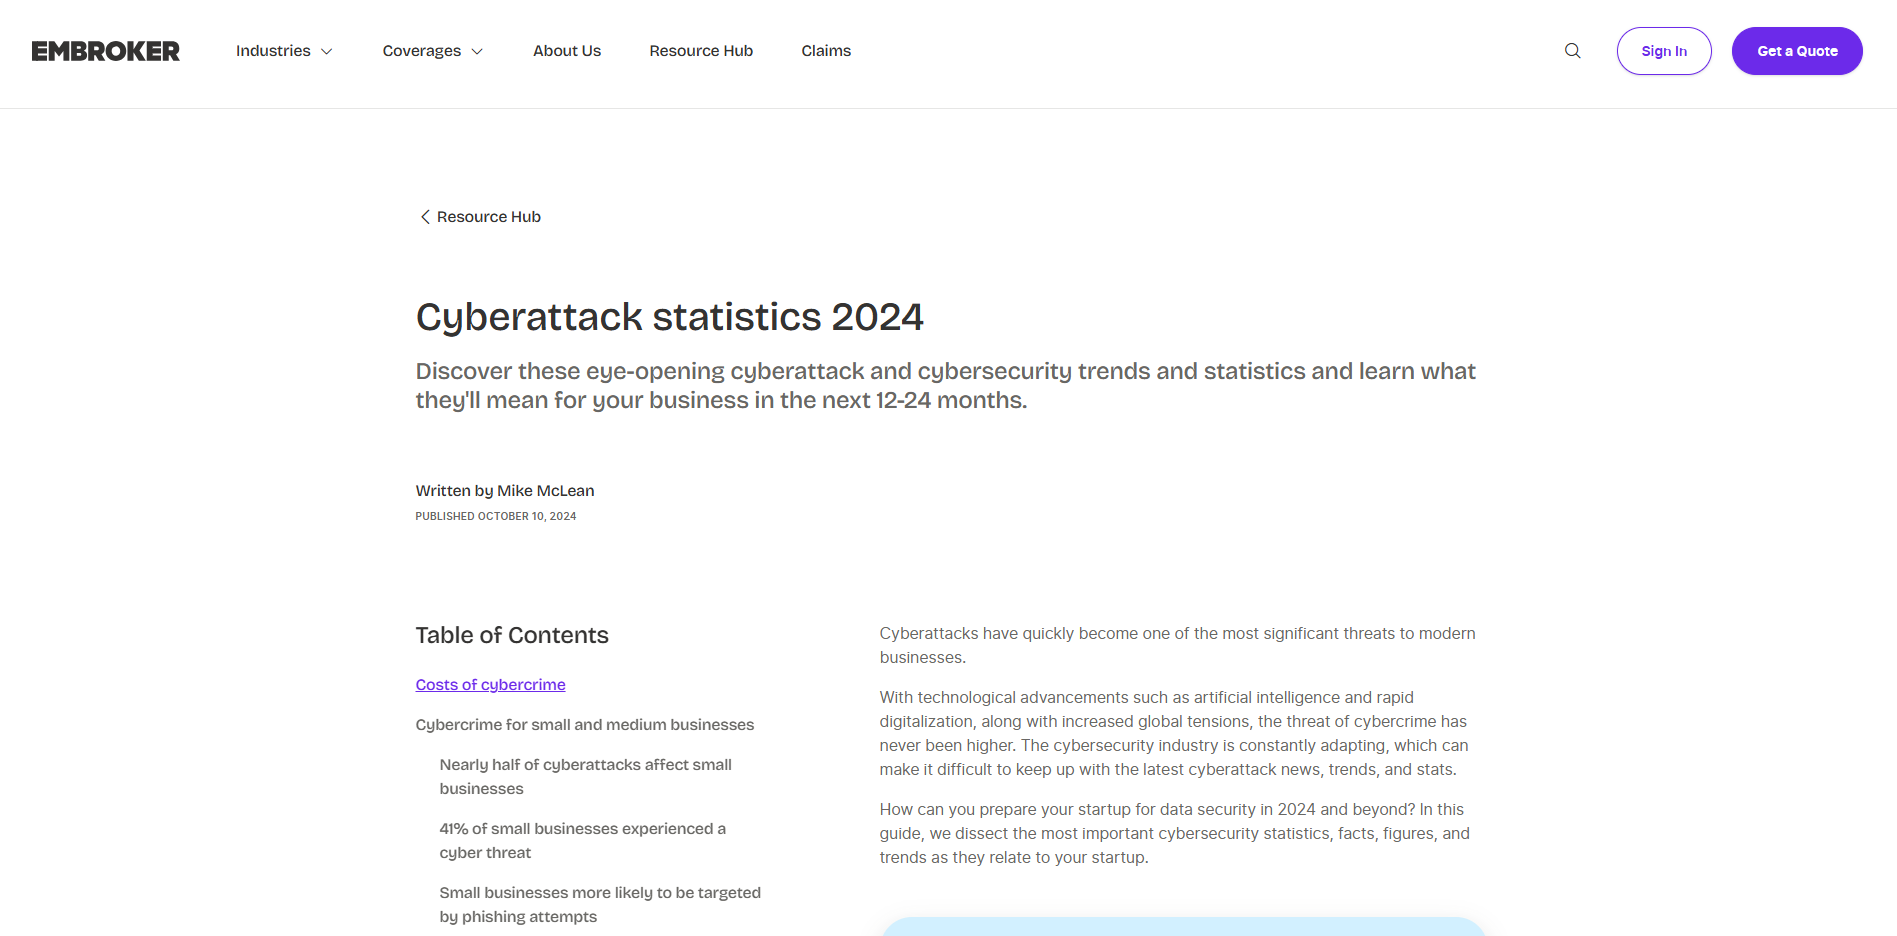 EMBROKER
Industries
Coverages
About Us
Resource Hub
Claims
Sign In
Get a Quote
Resource Hub
Cyberattack statistics 2024
Discover these eye-opening cyberattack and cybersecurity trends and statistics and learn what
they'll mean for your business in the next 12-24 months.
Written by Mike McLean
PUBLISHED OCTOBER 10, 2024
Table of Contents
Costs of cybercrime
Cybercrime for small and medium businesses
Nearly half of cyberattacks affect small
businesses
41% of small businesses experienced a
cyber threat
Small businesses more likely to be targeted
by phishing attempts
Cyberattacks have quickly become one of the most significant threats to modern
businesses.
With technological advancements such as artificial intelligence and rapid
digitalization, along with increased global tensions, the threat of cybercrime has
never been higher. The cybersecurity industry is constantly adapting, which can
make it difficult to keep up with the latest cyberattack news, trends, and stats.
How can you prepare your startup for data security in 2024 and beyond? In this
guide, we dissect the most important cybersecurity statistics, facts, figures, and
trends as they relate to your startup.